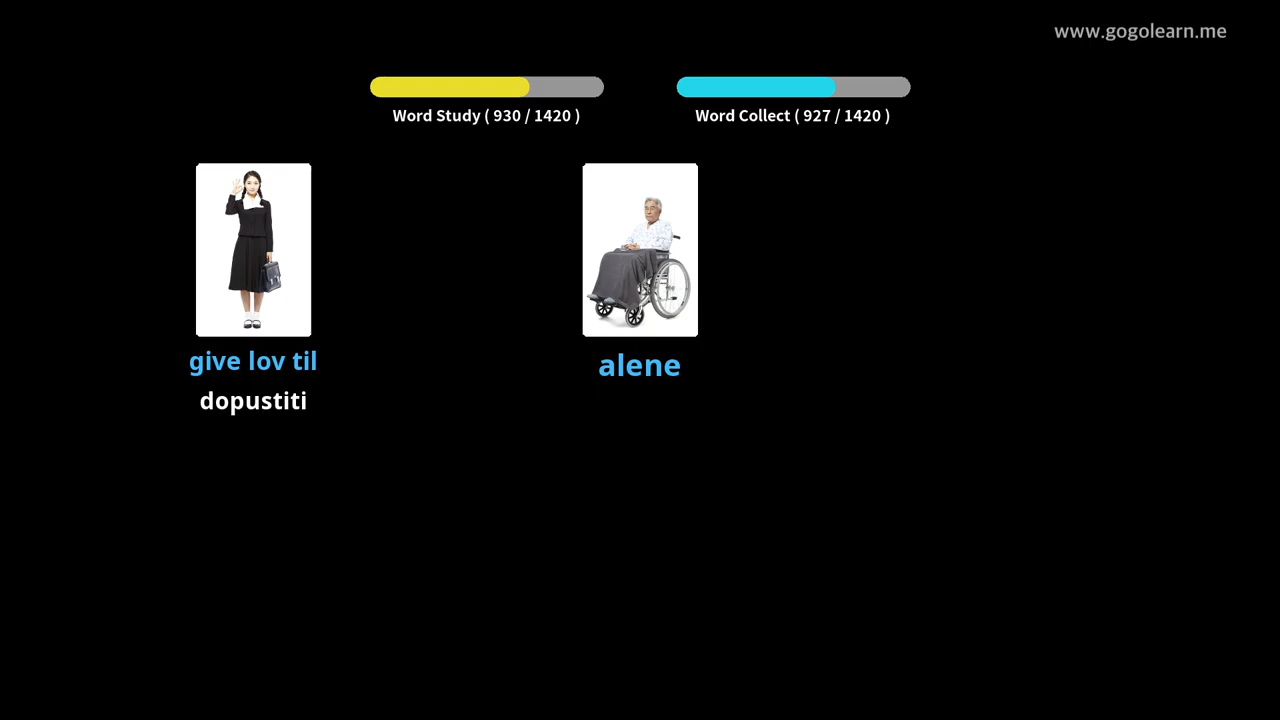 www.gogolearn.me
Word Study ( 930 / 1420 )
Word Collect ( 927 / 1420 )
give lov til
dopustiti
alene